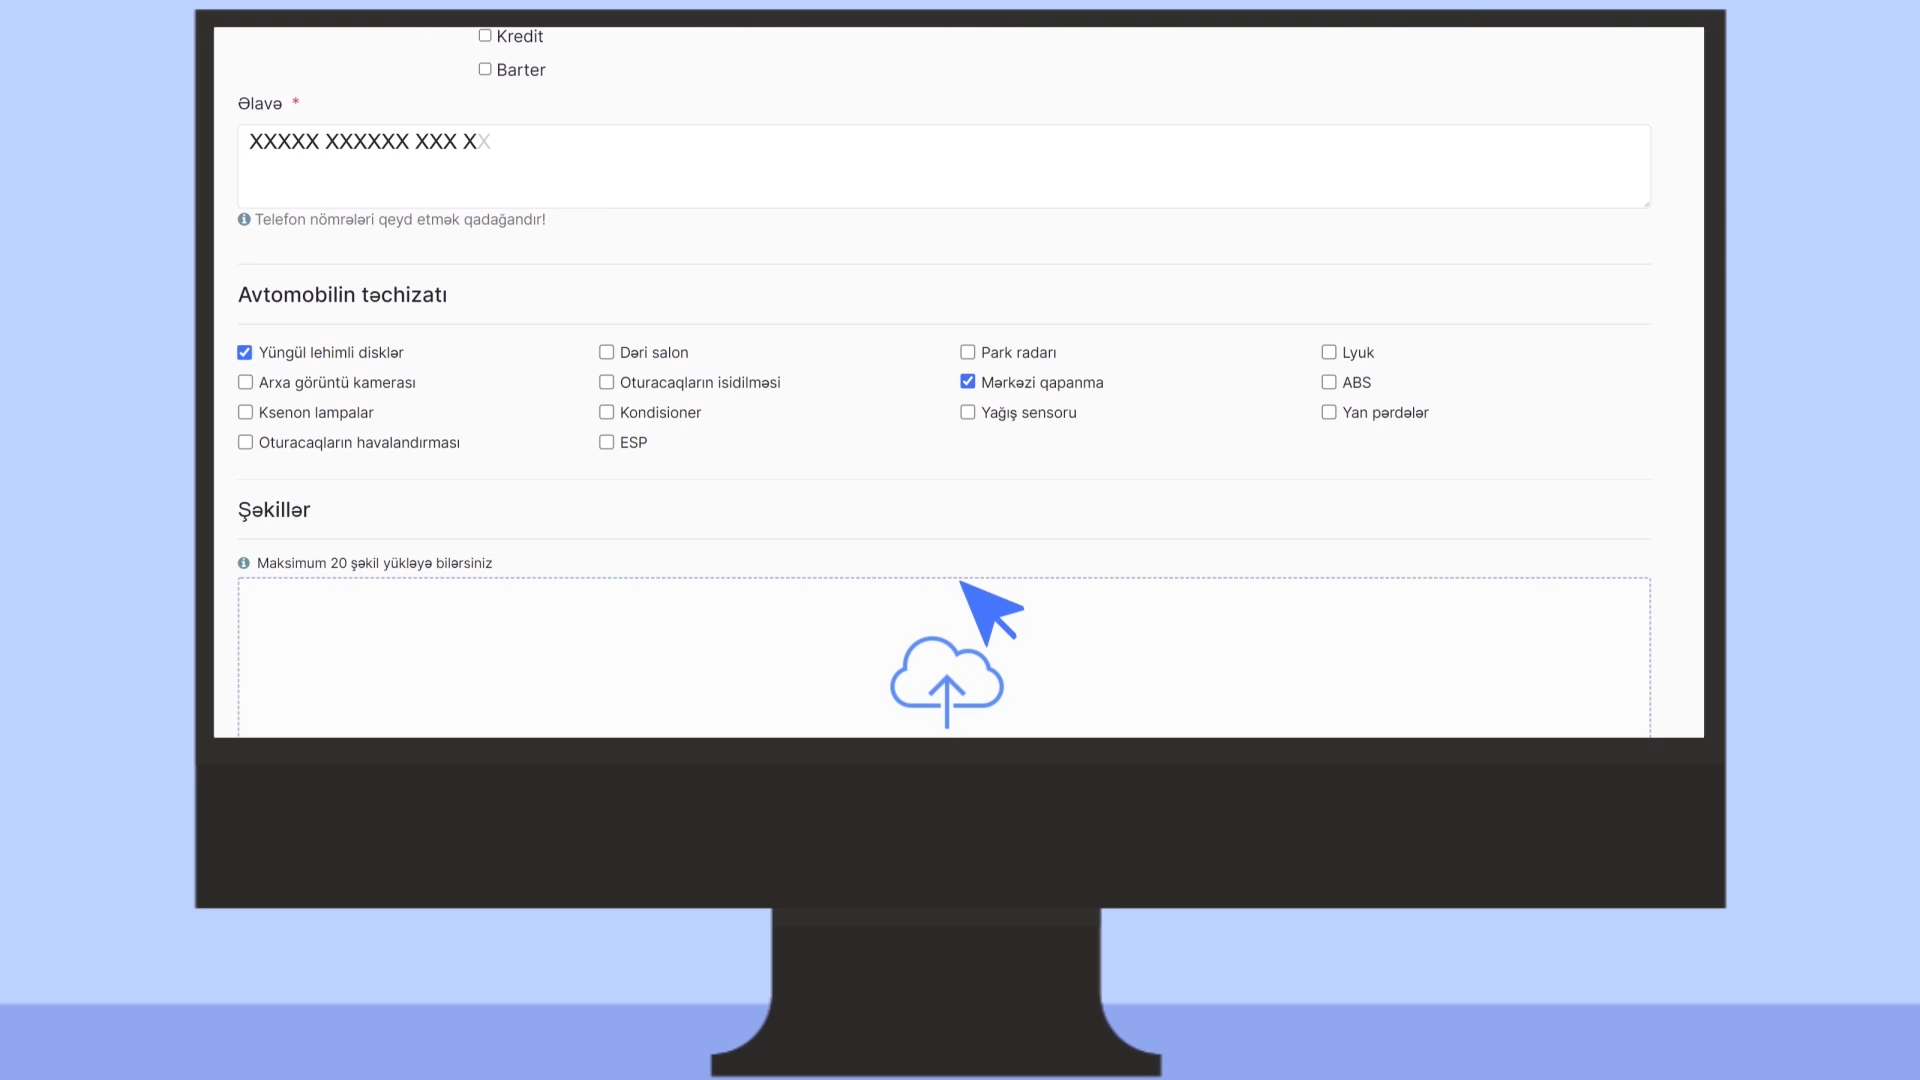 Kredit
Barter
Əlavə *
XXXXX XXXXXX XXX XX
Telefon nömrələri qeyd etmək qadağandır!
Avtomobilin təchizatı
Yüngül lehimli disklər
Dəri salon
Park radarı
Lyuk
Arxa görüntü kamerası
Oturacaqların isidilməsi
Mərkəzi qapanma
ABS
Ksenon lampalar
Kondisioner
Yağış sensoru
Yan pərdələr
Oturacaqların havalandırması
ESP
Şəkillər
Maksimum 20 şəkil yükləyə bilərsiniz